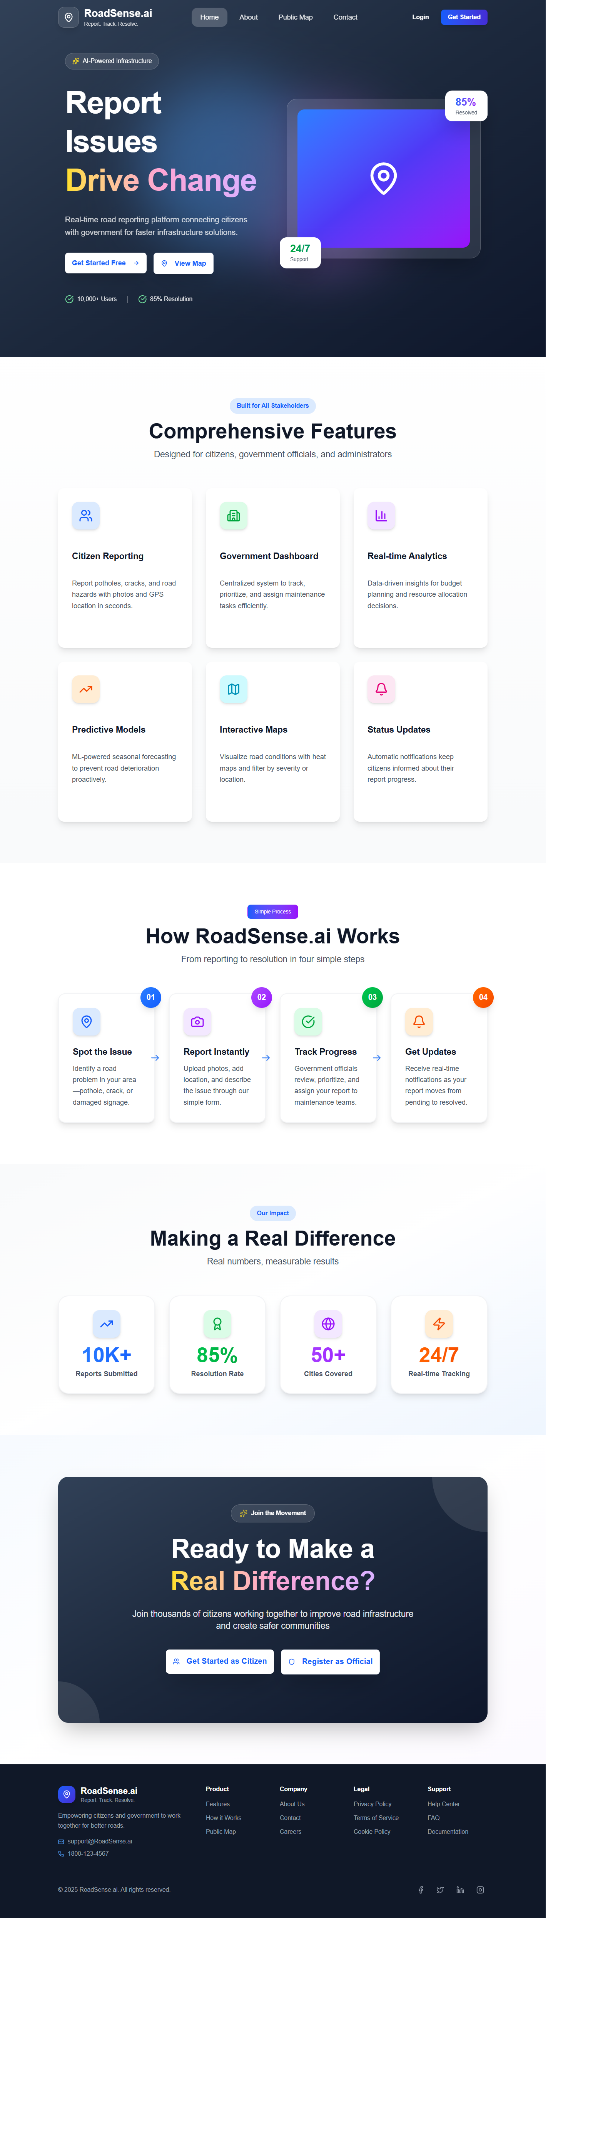 RoadSense.ai
Report. Track. Resolve.
Home
About
Public Map
Contact
Login
Get Started
AI-Powered Infrastructure
Report
Issues
Drive Change
Real-time road reporting platform connecting citizens
with government for faster infrastructure solutions.
Get Started Free
View Map
10,000+ Users
85% Resolution
85%
Resolved
24/7
Support
Built for All Stakeholders
Comprehensive Features
Designed for citizens, government officials, and administrators
Citizen Reporting
Report potholes, cracks, and road
hazards with photos and GPS
location in seconds.
Government Dashboard
Centralized system to track,
prioritize, and assign maintenance
tasks efficiently.
Real-time Analytics
Data-driven insights for budget
planning and resource allocation
decisions.
Predictive Models
ML-powered seasonal forecasting
to prevent road deterioration
proactively.
Interactive Maps
Visualize road conditions with heat
maps and filter by severity or
location.
Status Updates
Automatic notifications keep
citizens informed about their
report progress.
Simple Process
How RoadSense.ai Works
From reporting to resolution in four simple steps
01
Spot the Issue
Identify a road
problem in your area
—pothole, crack, or
damaged signage.
02
Report Instantly
Upload photos, add
location, and describe
the issue through our
simple form.
03
Track Progress
Government officials
review, prioritize, and
assign your report to
maintenance teams.
04
Get Updates
Receive real-time
notifications as your
report moves from
pending to resolved.
Our Impact
Making a Real Difference
Real numbers, measurable results
10K+
Reports Submitted
85%
Resolution Rate
50+
Cities Covered
24/7
Real-time Tracking
Join the Movement
Ready to Make a
Real Difference?
Join thousands of citizens working together to improve road infrastructure
and create safer communities
Get Started as Citizen
Register as Official
RoadSense.ai
Report. Track. Resolve.
Empowering citizens and government to work
together for better roads.
support@RoadSense.ai
1800-123-4567
Product
Features
How it Works
Public Map
Company
About Us
Contact
Careers
Legal
Privacy Policy
Terms of Service
Cookie Policy
Support
Help Center
FAQ
Documentation
© 2025 RoadSense.ai. All rights reserved.